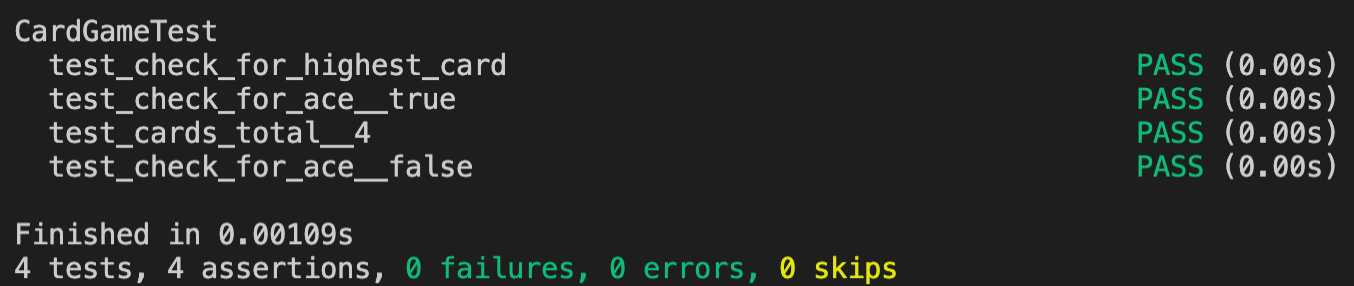 CardGameTest
test_check_for_highest_card PASS (0.00s)
test_check_for_ace__true PASS (0.00s)
test_cards_total__4 PASS (0.00s)
test_check_for_ace__false PASS (0.00s)
Finished in 0.00109s
4 tests, 4 assertions, 0 failures, 0 errors, 0 skips